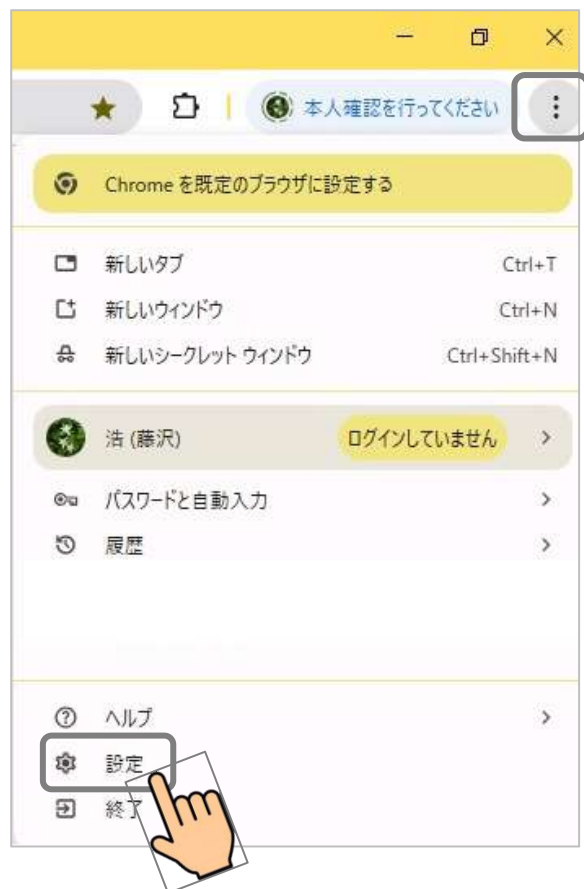 本人確認を行ってください
Chrome を既定のブラウザに設定する
新しいタブ Ctrl+T
新しいウィンドウ Ctrl+N
新しいシークレット ウィンドウ Ctrl+Shift+N
浩 (藤沢) ログインしていません
パスワードと自動入力
履歴
ヘルプ
設定
終了